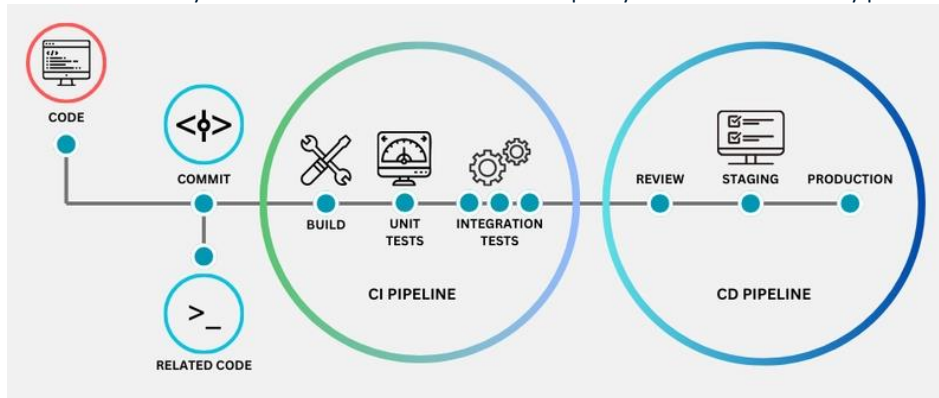 CODE
COMMIT
RELATED CODE
BUILD
UNIT
TESTS
INTEGRATION
TESTS
CI PIPELINE
REVIEW
STAGING
PRODUCTION
CD PIPELINE